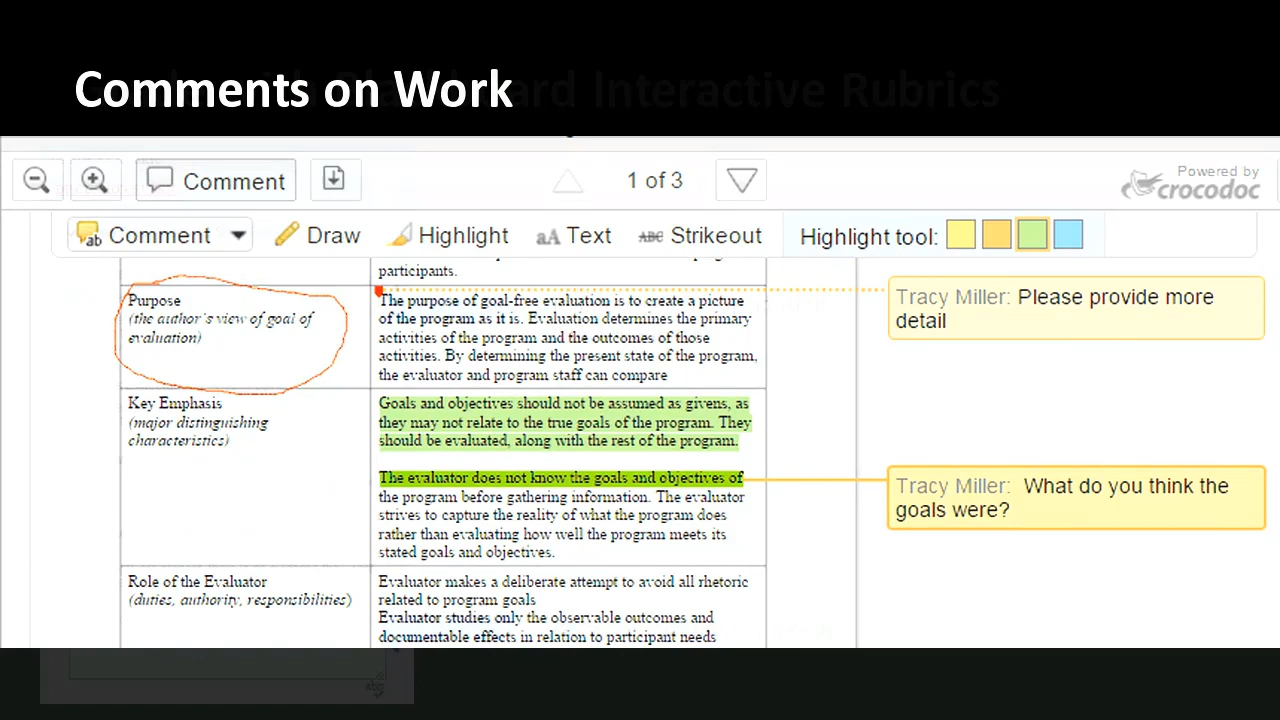 Comments on Work
ard Interactive Rubrics
Comment
1 of 3
Powered by
crocodoc
Comment
Draw
Highlight
Text
Strikeout
Highlight tool:
participants.
Purpose
(the author's view of goal of
evaluation)
The purpose of goal-free evaluation is to create a picture
of the program as it is. Evaluation determines the primary
activities of the program and the outcomes of those
activities. By determining the present state of the program,
the evaluator and program staff can compare
Tracy Miller: Please provide more
detail
Key Emphasis
(major distinguishing
characteristics)
Goals and objectives should not be assumed as givens, as
they may not relate to the true goals of the program. They
should be evaluated, along with the rest of the program.
The evaluator does not know the goals and objectives of
the program before gathering information. The evaluator
strives to capture the reality of what the program does
rather than evaluating how well the program meets its
stated goals and objectives.
Tracy Miller: What do you think the
goals were?
Role of the Evaluator
(duties, authority, responsibilities)
Evaluator makes a deliberate attempt to avoid all rhetoric
related to program goals
Evaluator studies only the observable outcomes and
documentable effects in relation to participant needs